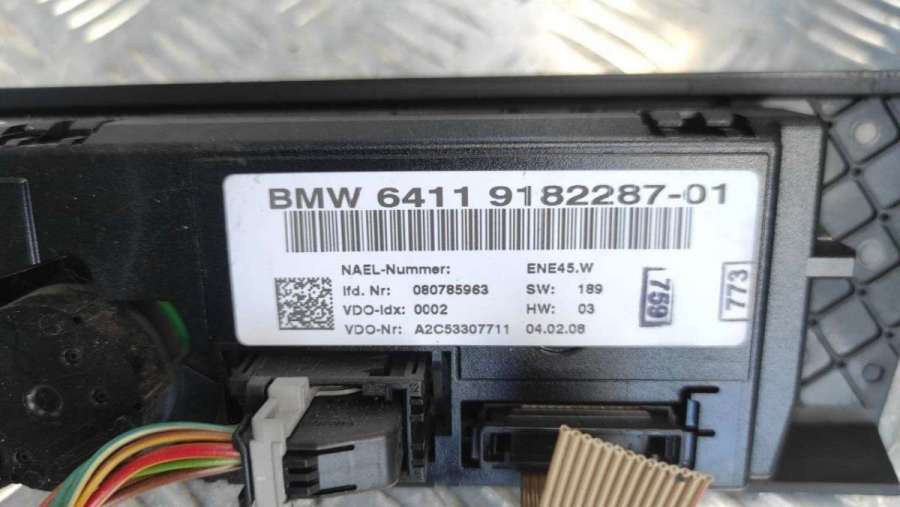 BMW 6411 9182287-01
NAEL-Nummer: ENE45.W
lfd. Nr: 080785963 SW: 189
VDO-Idx: 0002 HW: 03
VDO-Nr: A2C53307711 04.02.08
759
773